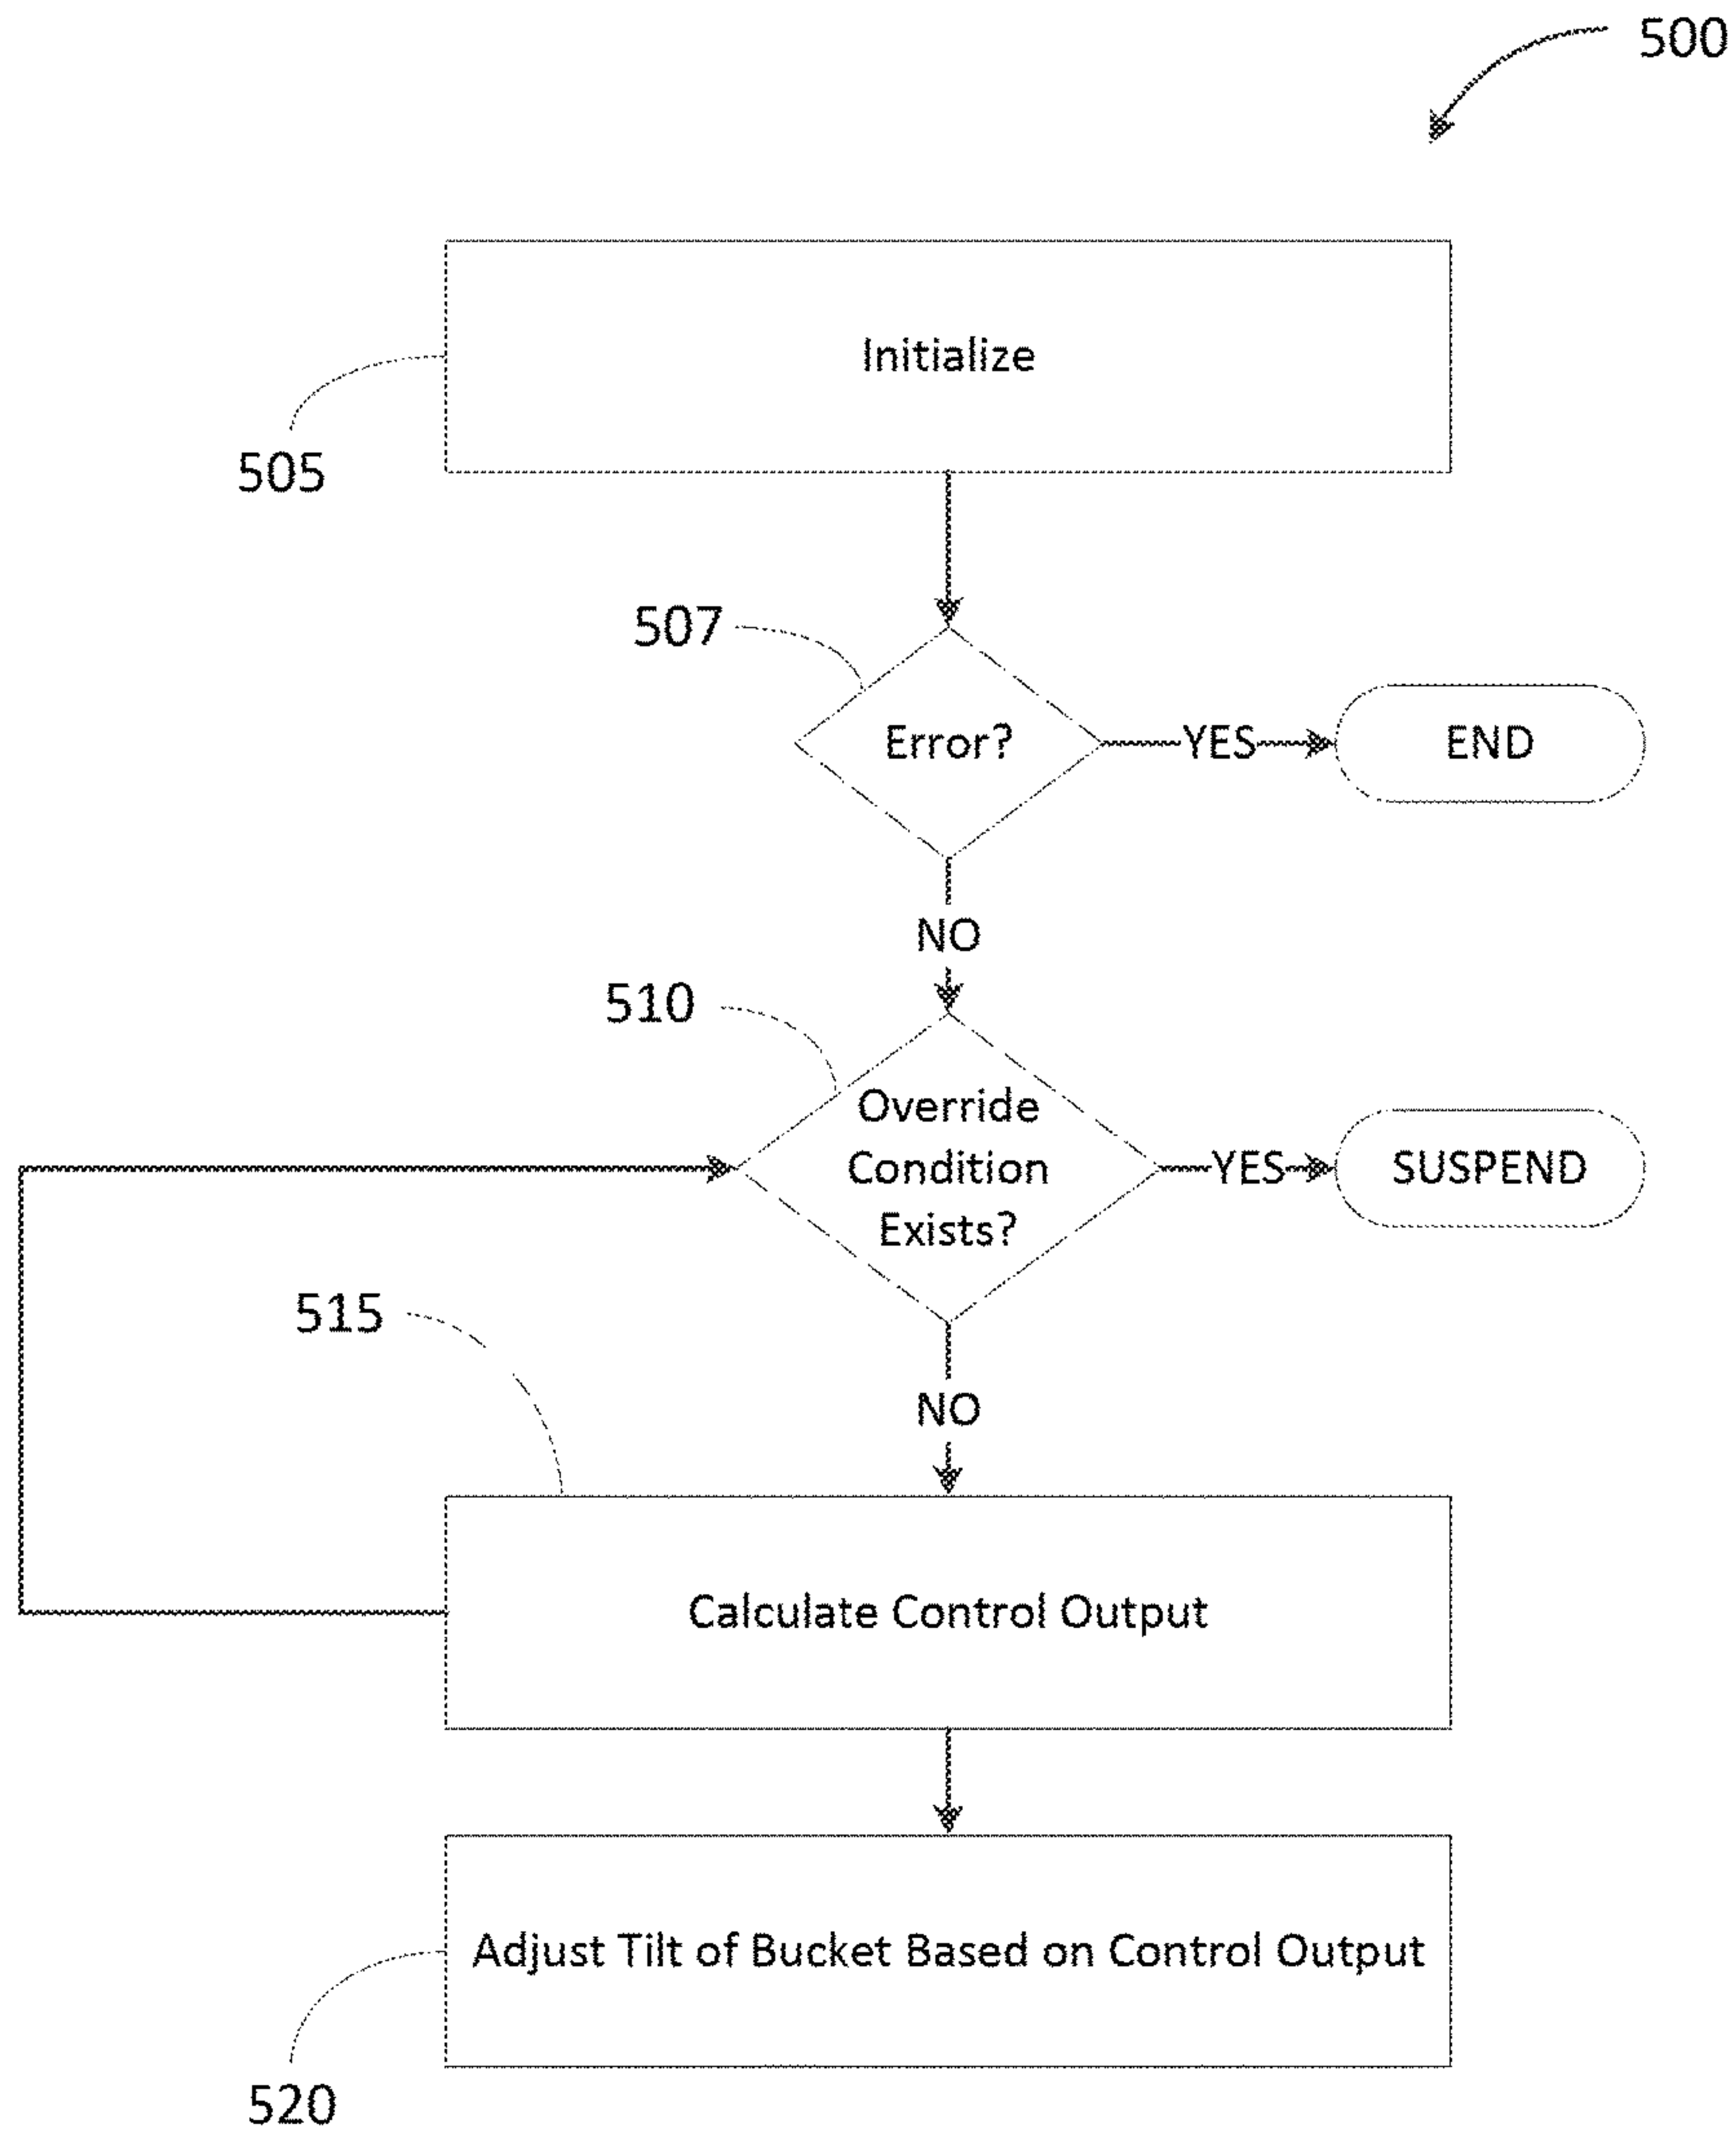 500
Initialize
505
507
Error?
YES
END
NO
510
Override
Condition
Exists?
YES
SUSPEND
515
NO
Calculate Control Output
Adjust Tilt of Bucket Based on Control Output
520